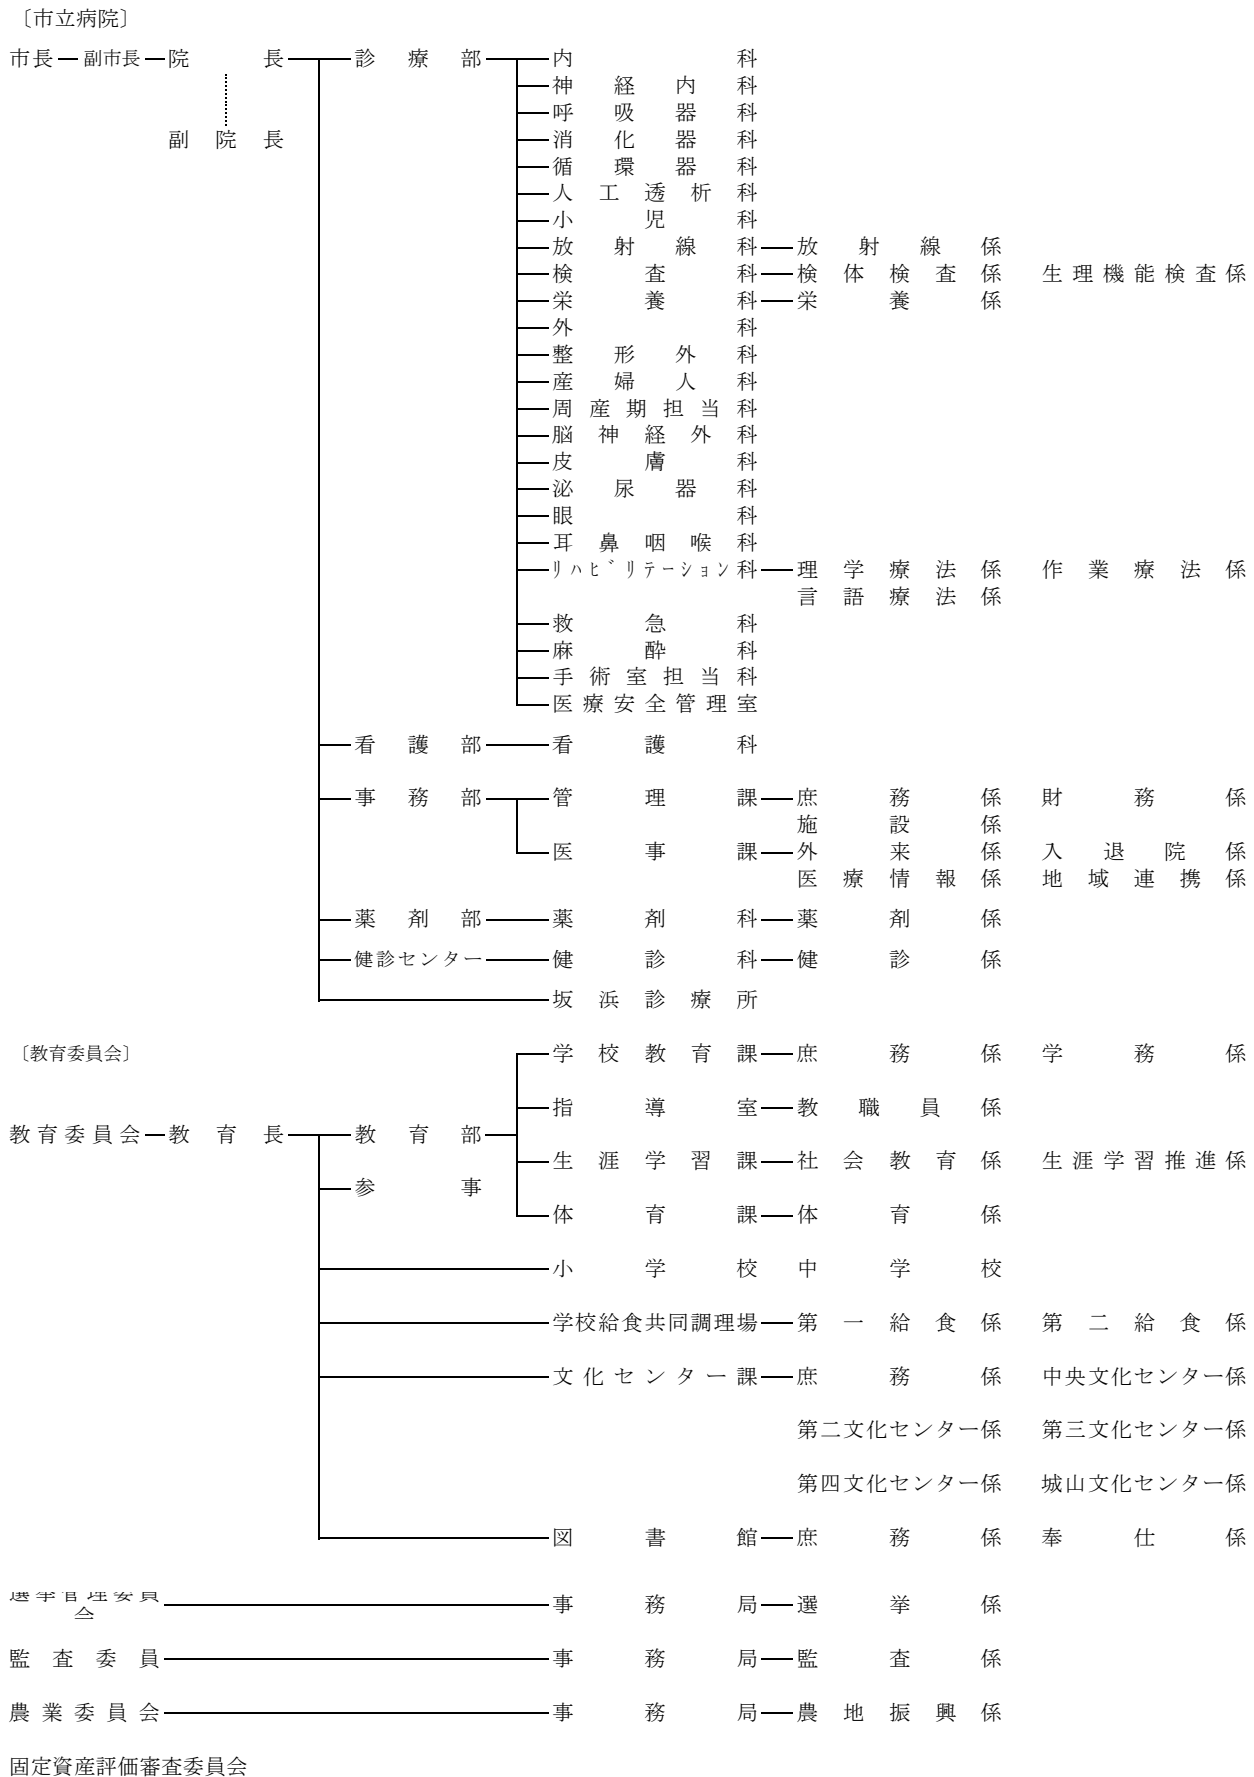 〔市立病院〕
市長 副市長 院長 診療部 内科
神経内科
呼吸器科
副院長 消化器科
循環器科
人工透析科
小児科
放射線科 放射線係
検査科 検体検査係 生理機能検査係
栄養科 栄養係
外科
整形外科
産婦人科
周産期担当科
脳神経外科
皮膚科
泌尿器科
眼科
耳鼻咽喉科
ﾘﾊﾋﾞﾘﾃｰｼｮﾝ科 理学療法係 作業療法係
言語療法係
救急科
麻酔科
手術室担当科
医療安全管理室
看護部 看護科
事務部 管理課 庶務係 財務係
施設係
医事課 外来係 入退院係
医療情報係 地域連携係
薬剤部 薬剤科 薬剤係
健診センター 健診科 健診係
坂浜診療所
〔教育委員会〕 学校教育課 庶務係 学務係
指導室 教職員係
教育委員会 教育長 教育部
生涯学習課 社会教育係 生涯学習推進係
参事
体育課 体育係
小学校 中学校
学校給食共同調理場 第一給食係 第二給食係
文化センター課 庶務係 中央文化センター係
第二文化センター係 第三文化センター係
第四文化センター係 城山文化センター係
図書館 庶務係 奉仕係
選挙管理委員会 事務局 選挙係
監査委員 事務局 監査係
農業委員会 事務局 農地振興係
固定資産評価審査委員会